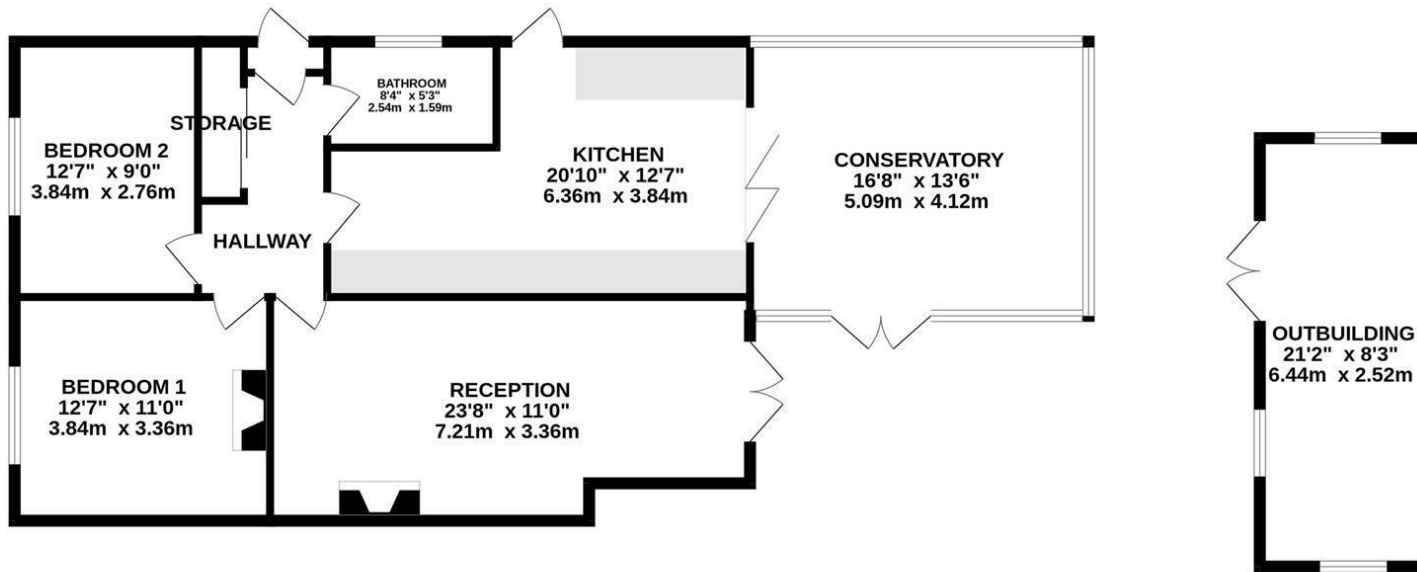 BATHROOM
8'4" x 5'3"
2.54m x 1.59m
STORAGE
BEDROOM 2
12'7" x 9'0"
3.84m x 2.76m
KITCHEN
20'10" x 12'7"
6.36m x 3.84m
CONSERVATORY
16'8" x 13'6"
5.09m x 4.12m
HALLWAY
OUTBUILDING
21'2" x 8'3"
6.44m x 2.52m
BEDROOM 1
12'7" x 11'0"
3.84m x 3.36m
RECEPTION
23'8" x 11'0"
7.21m x 3.36m